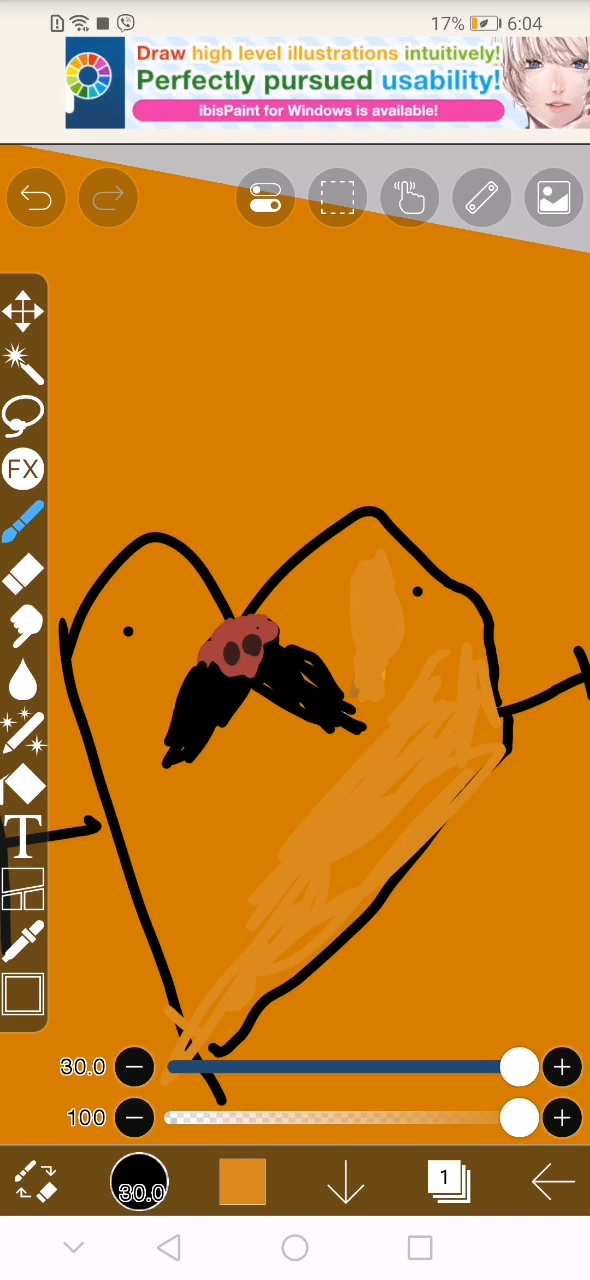 17% 6:04
Draw high level illustrations intuitively!
Perfectly pursued usability!
ibisPaint for Windows is available!
FX
T
30.0
100
30.0
1